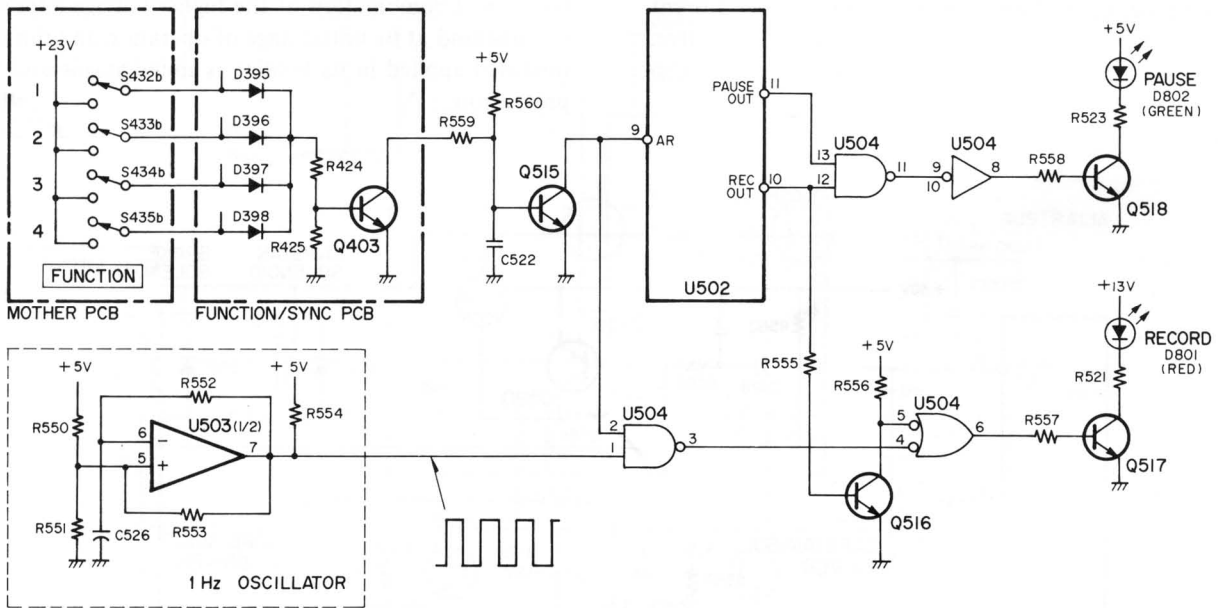 +23V
1
2
3
4
S432b
S433b
S434b
S435b
FUNCTION
MOTHER PCB
D395
D396
D397
D398
R424
R425
Q403
FUNCTION/SYNC PCB
+5V
R560
R559
Q515
C522
9
AR
PAUSE
OUT
11
REC
OUT
10
U502
U504
13
12
11
U504
9
10
8
R558
+5V
PAUSE
D802
(GREEN)
R523
Q518
+5V
R552
+5V
R550
U503(1/2)
R554
6
5
7
R551
C526
R553
1 Hz OSCILLATOR
U504
2
1
3
R555
+5V
R556
U504
5
4
6
Q516
R557
+13V
RECORD
D801
(RED)
R521
Q517